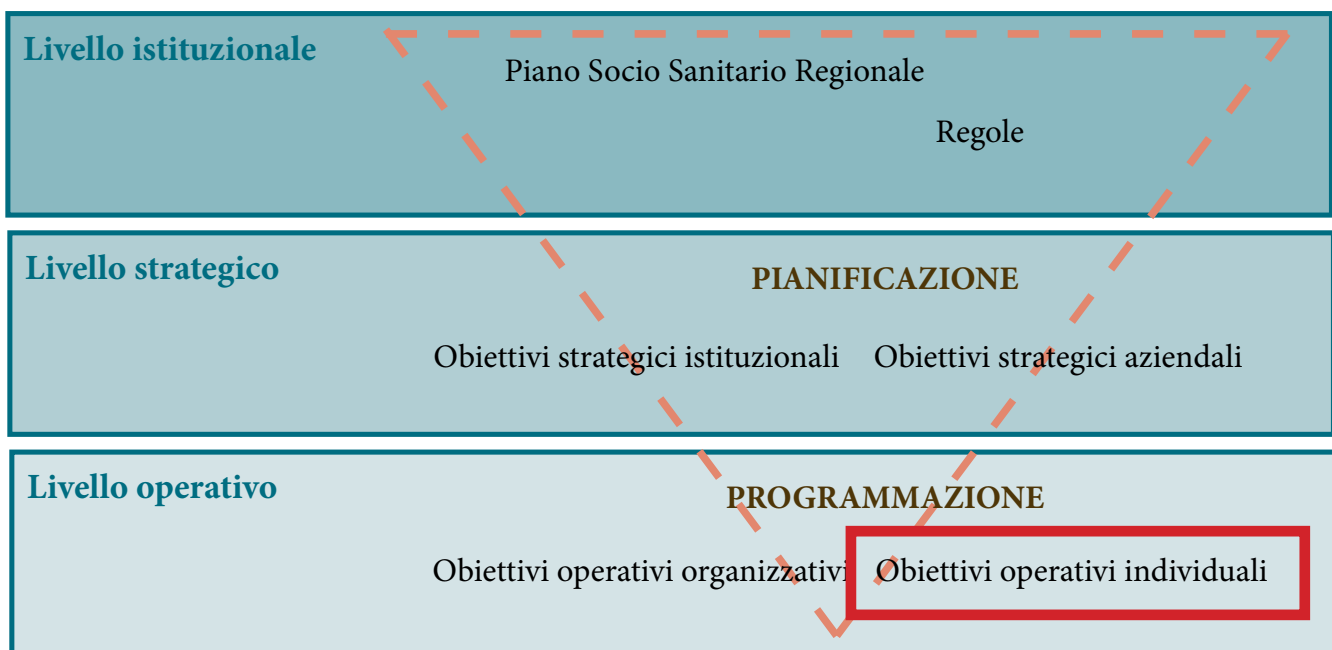 Livello istituzionale
Piano Socio Sanitario Regionale
Regole
Livello strategico
PIANIFICAZIONE
Obiettivi strategici istituzionali
Obiettivi strategici aziendali
Livello operativo
PROGRAMMAZIONE
Obiettivi operativi organizzativi
Obiettivi operativi individuali